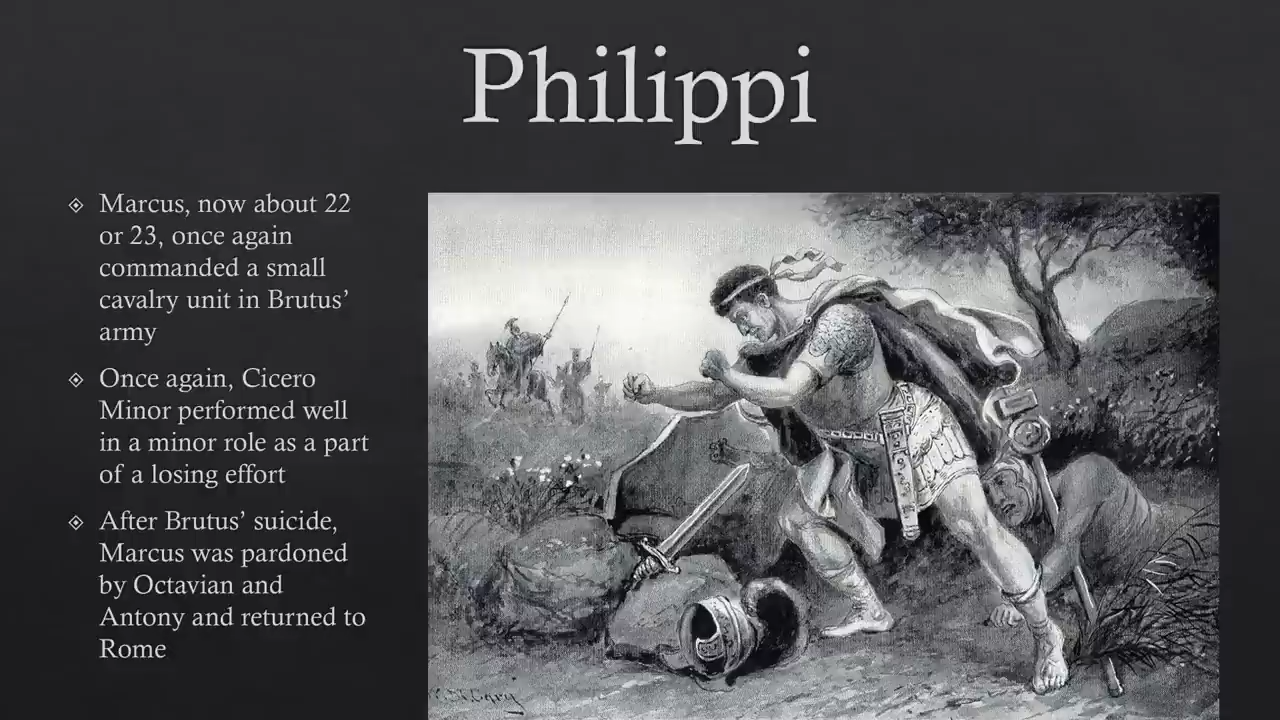 Philippi
Marcus, now about 22
or 23, once again
commanded a small
cavalry unit in Brutus’
army
Once again, Cicero
Minor performed well
in a minor role as a part
of a losing effort
After Brutus’ suicide,
Marcus was pardoned
by Octavian and
Antony and returned to
Rome